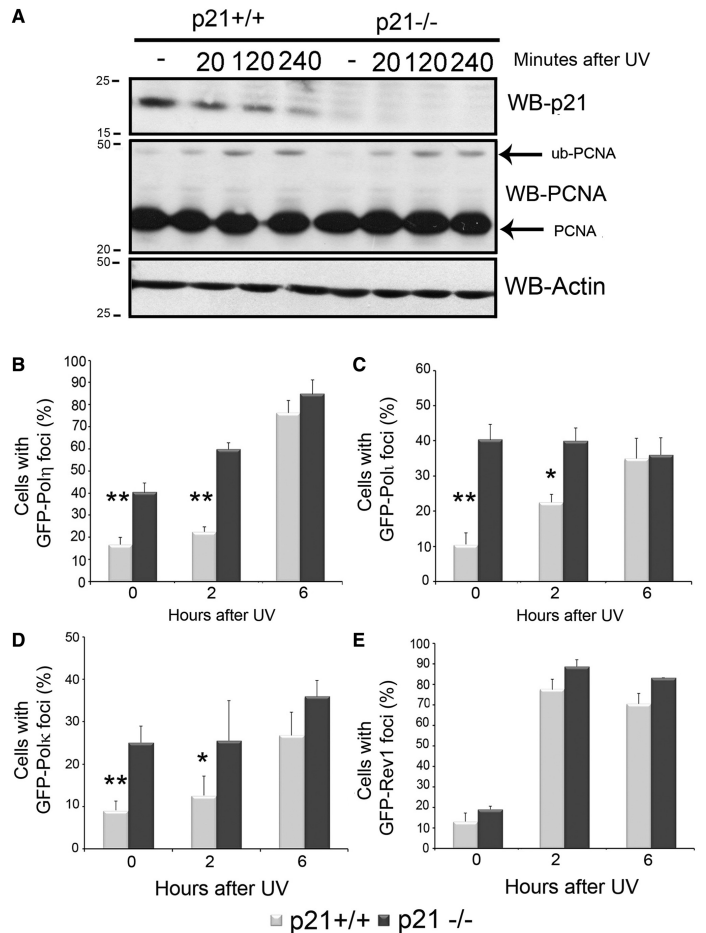 A
p21+/+ p21-/-
- 20 120 240 - 20 120 240 Minutes after UV
25
15
WB-p21
50
20
ub-PCNA
WB-PCNA
PCNA
50
25
WB-Actin
B
Cells with
GFP-Polη foci (%)
100
90
80
70
60
50
40
30
20
10
0
** **
0 2 6
Hours after UV
C
Cells with
GFP-Polι foci (%)
60
50
40
30
20
10
0
** *
0 2 6
Hours after UV
D
Cells with
GFP-Polκ foci (%)
50
40
30
20
10
0
** *
0 2 6
Hours after UV
E
Cells with
GFP-Rev1 foci (%)
100
90
80
70
60
50
40
30
20
10
0
0 2 6
Hours after UV
p21+/+ p21 -/-